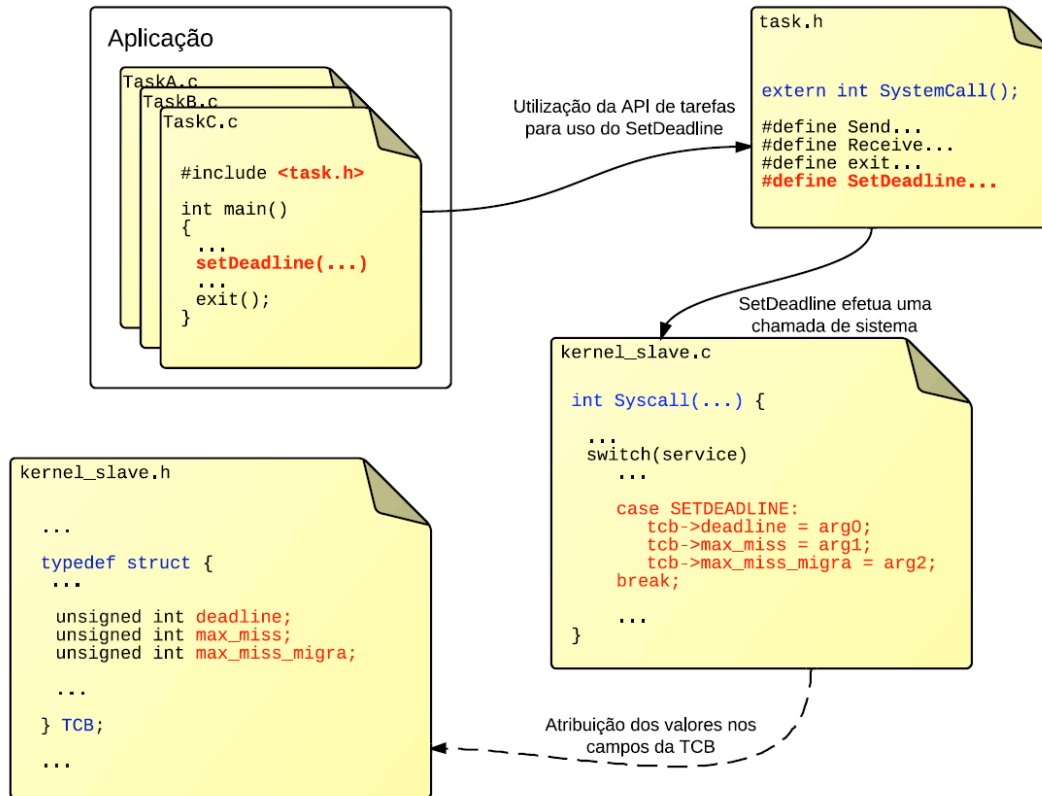 Aplicação
TaskA.c
TaskB.c
TaskC.c
#include <task.h>
int main()
{
...
setDeadline(...)
...
exit();
}
Utilização da API de tarefas
para uso do SetDeadline
task.h
extern int SystemCall();
#define Send...
#define Receive...
#define exit...
#define SetDeadline...
SetDeadline efetua uma
chamada de sistema
kernel_slave.c
int Syscall(...) {
...
switch(service)
...
case SETDEADLINE:
tcb->deadline = arg0;
tcb->max_miss = arg1;
tcb->max_miss_migra = arg2;
break;
...
}
Atribuição dos valores nos
campos da TCB
kernel_slave.h
...
typedef struct {
...
unsigned int deadline;
unsigned int max_miss;
unsigned int max_miss_migra;
...
} TCB;
...